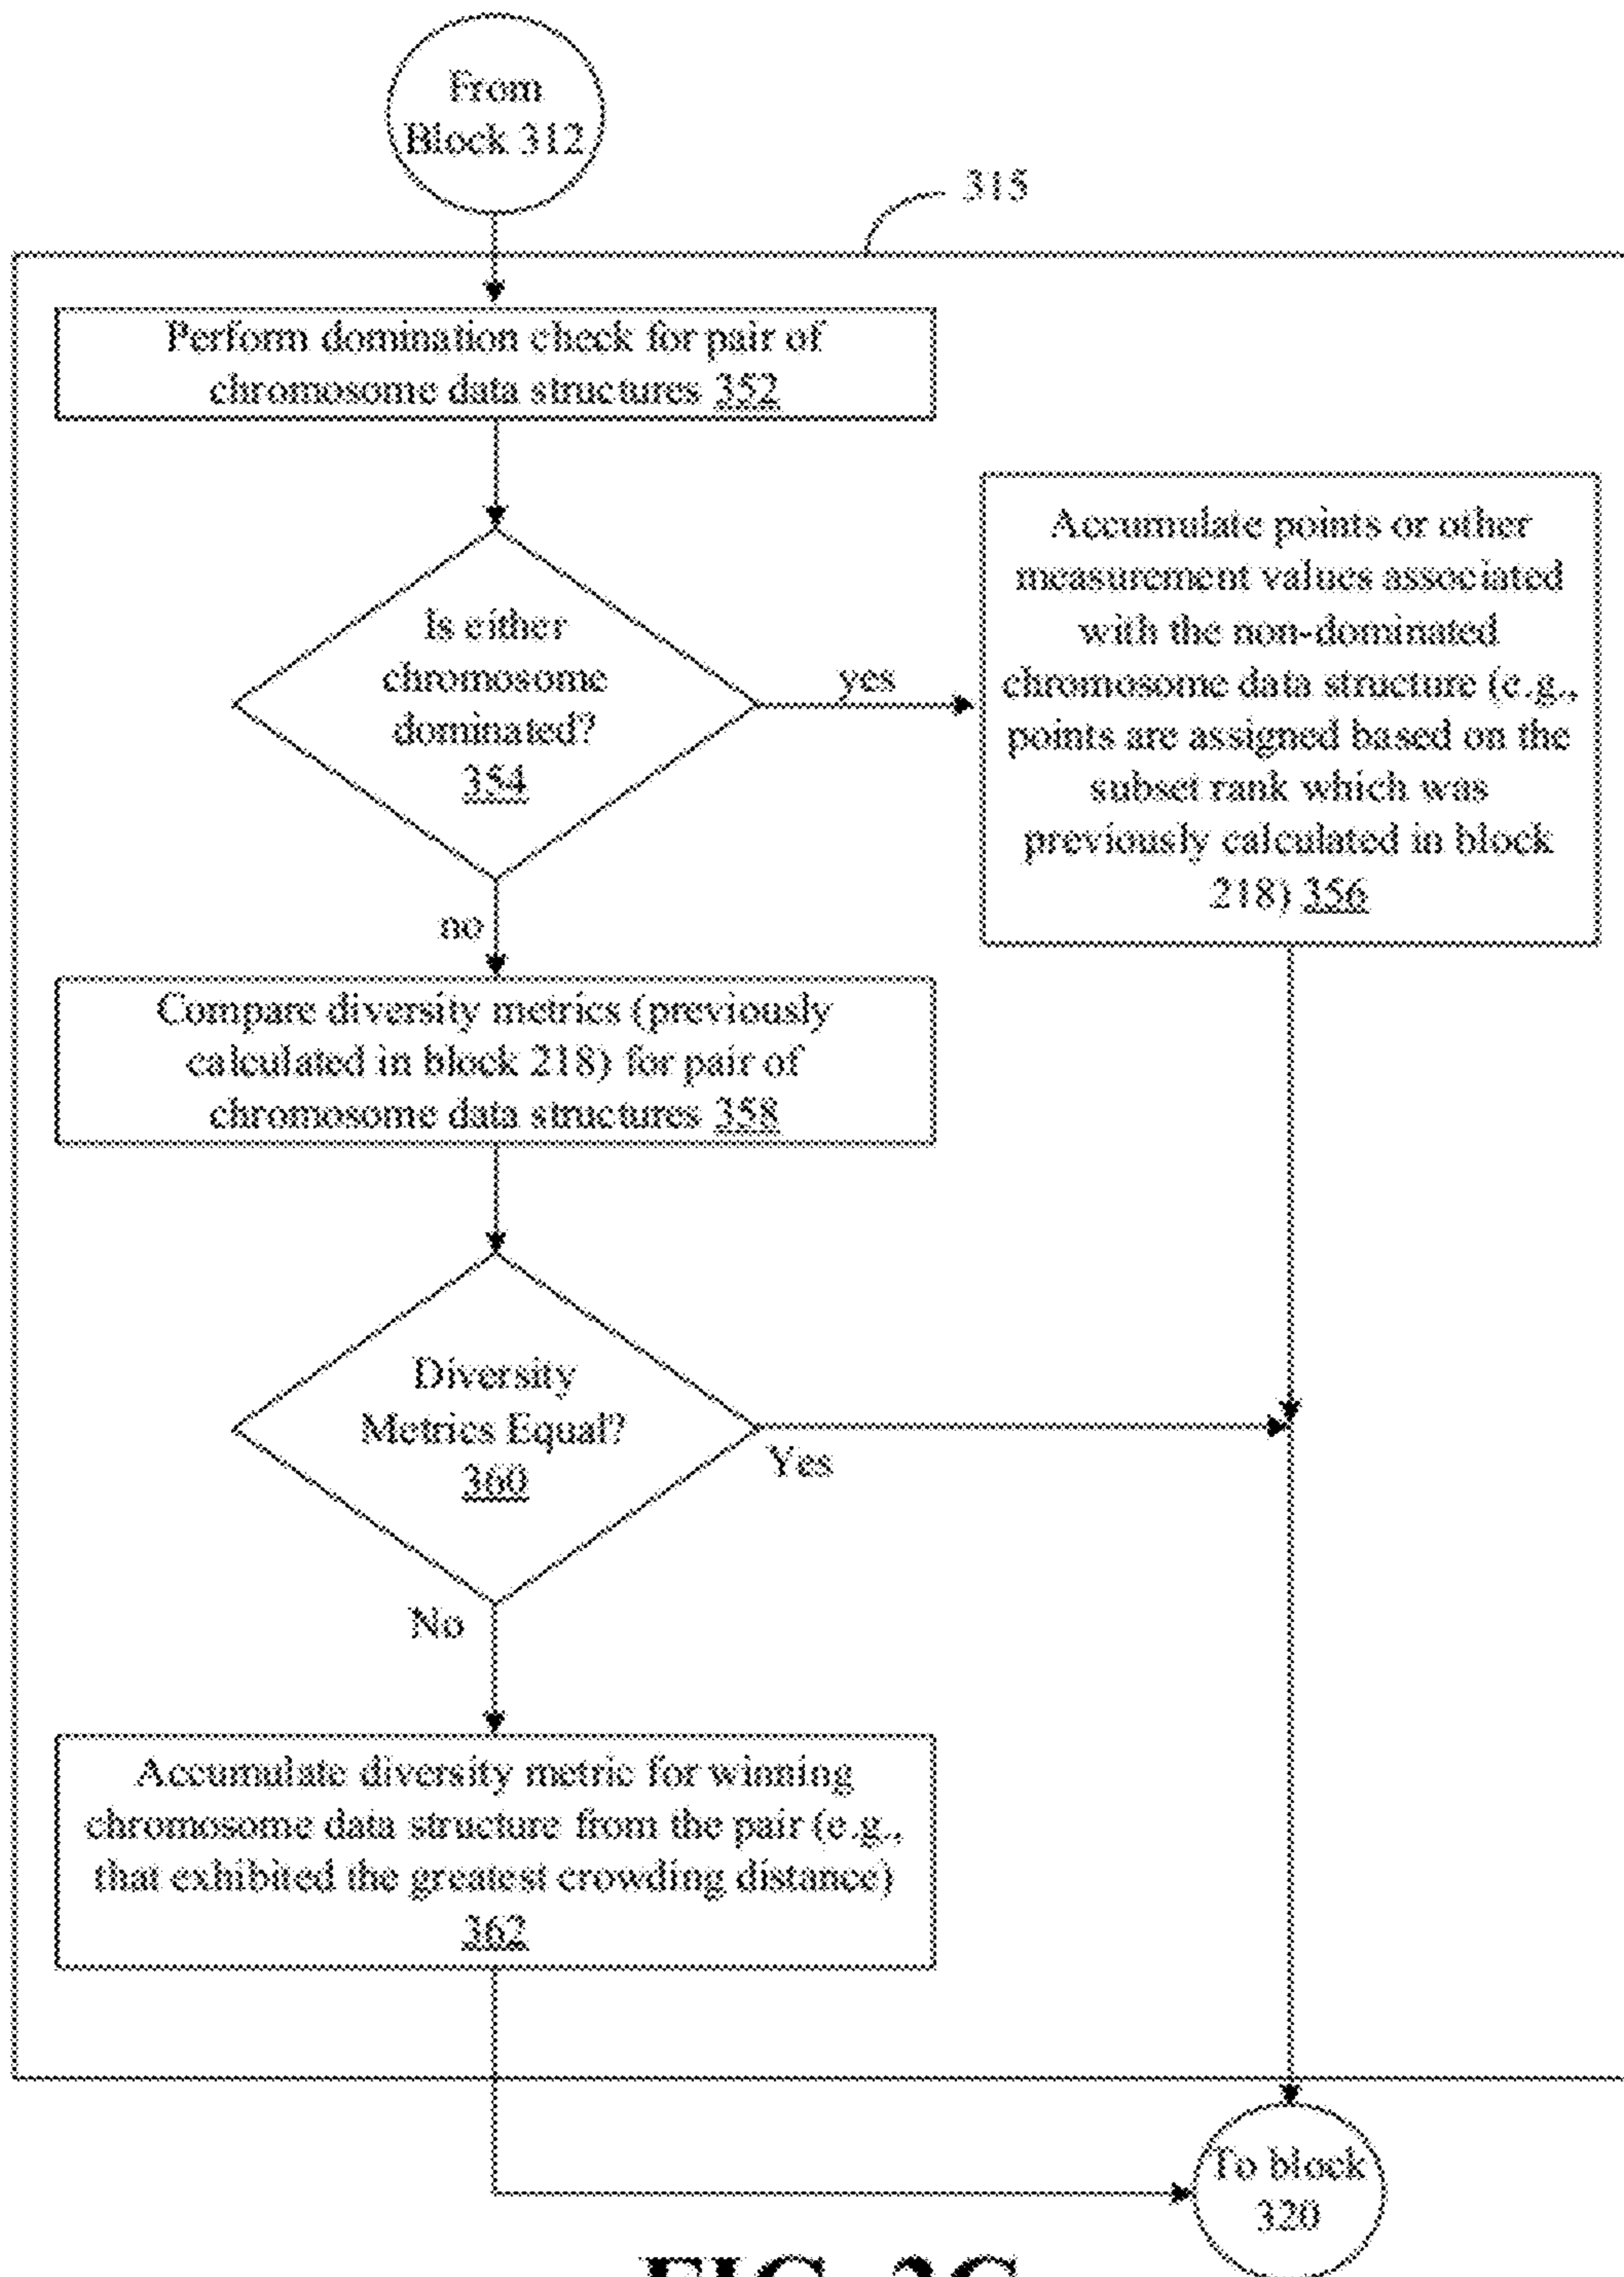 From
Block 312
315
Perform domination check for pair of
chromosome data structures 352
Is either
chromosome
dominated?
354
yes
Accumulate points or other
measurement values associated
with the non-dominated
chromosome data structure (e.g.,
points are assigned based on the
subset rank which was
previously calculated in block
218) 356
no
Compare diversity metrics (previously
calculated in block 218) for pair of
chromosome data structures 358
Diversity
Metrics Equal?
360
Yes
No
Accumulate diversity metric for winning
chromosome data structure from the pair (e.g.,
that exhibited the greatest crowding distance)
362
To block
320